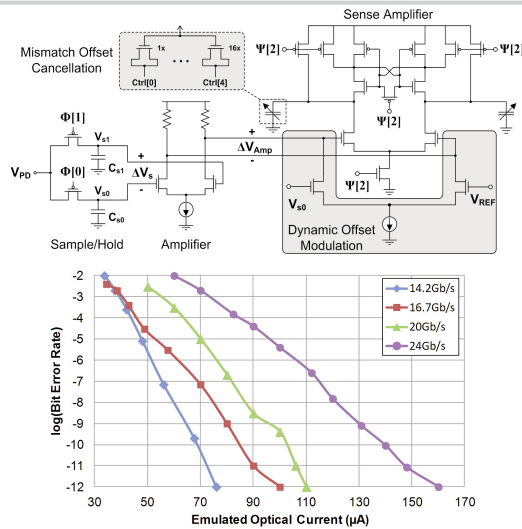 Sense Amplifier
Mismatch Offset
Cancellation
1x
16x
...
Ctrl[0]
Ctrl[4]
Ψ[2]
Ψ[2]
Ψ[2]
Φ[1]
Vs1
Cs1
VPD
Φ[0]
Vs0
Cs0
+
ΔVs
-
+
ΔVAmp
-
Ψ[2]
Vs0
VREF
Dynamic Offset
Modulation
Sample/Hold
Amplifier
-2
-3
-4
-5
-6
-7
-8
-9
-10
-11
-12
log(Bit Error Rate)
14.2Gb/s
16.7Gb/s
20Gb/s
24Gb/s
30 50 70 90 110 130 150 170
Emulated Optical Current (µA)